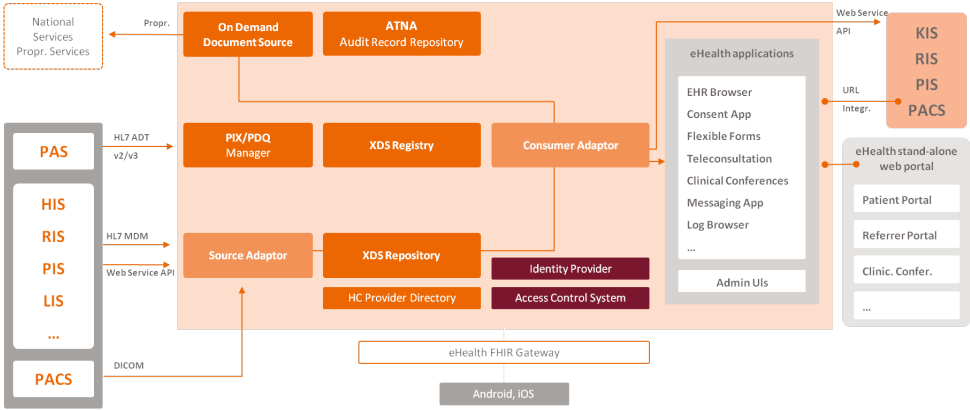 National
Services
Propr. Services
Propr.
On Demand
Document Source
ATNA
Audit Record Repository
Web Service
API
KIS
RIS
PIS
PACS
URL
Integr.
eHealth applications
EHR Browser
Consent App
Flexible Forms
Teleconsultation
Clinical Conferences
Messaging App
Log Browser
...
Admin UIs
PAS
HL7 ADT
v2/v3
PIX/PDQ
Manager
XDS Registry
Consumer Adaptor
eHealth stand-alone
web portal
Patient Portal
Referrer Portal
Clinic. Confer.
...
HIS
RIS
PIS
LIS
...
HL7 MDM
Web Service API
Source Adaptor
XDS Repository
Identity Provider
HC Provider Directory
Access Control System
PACS
DICOM
eHealth FHIR Gateway
Android, iOS